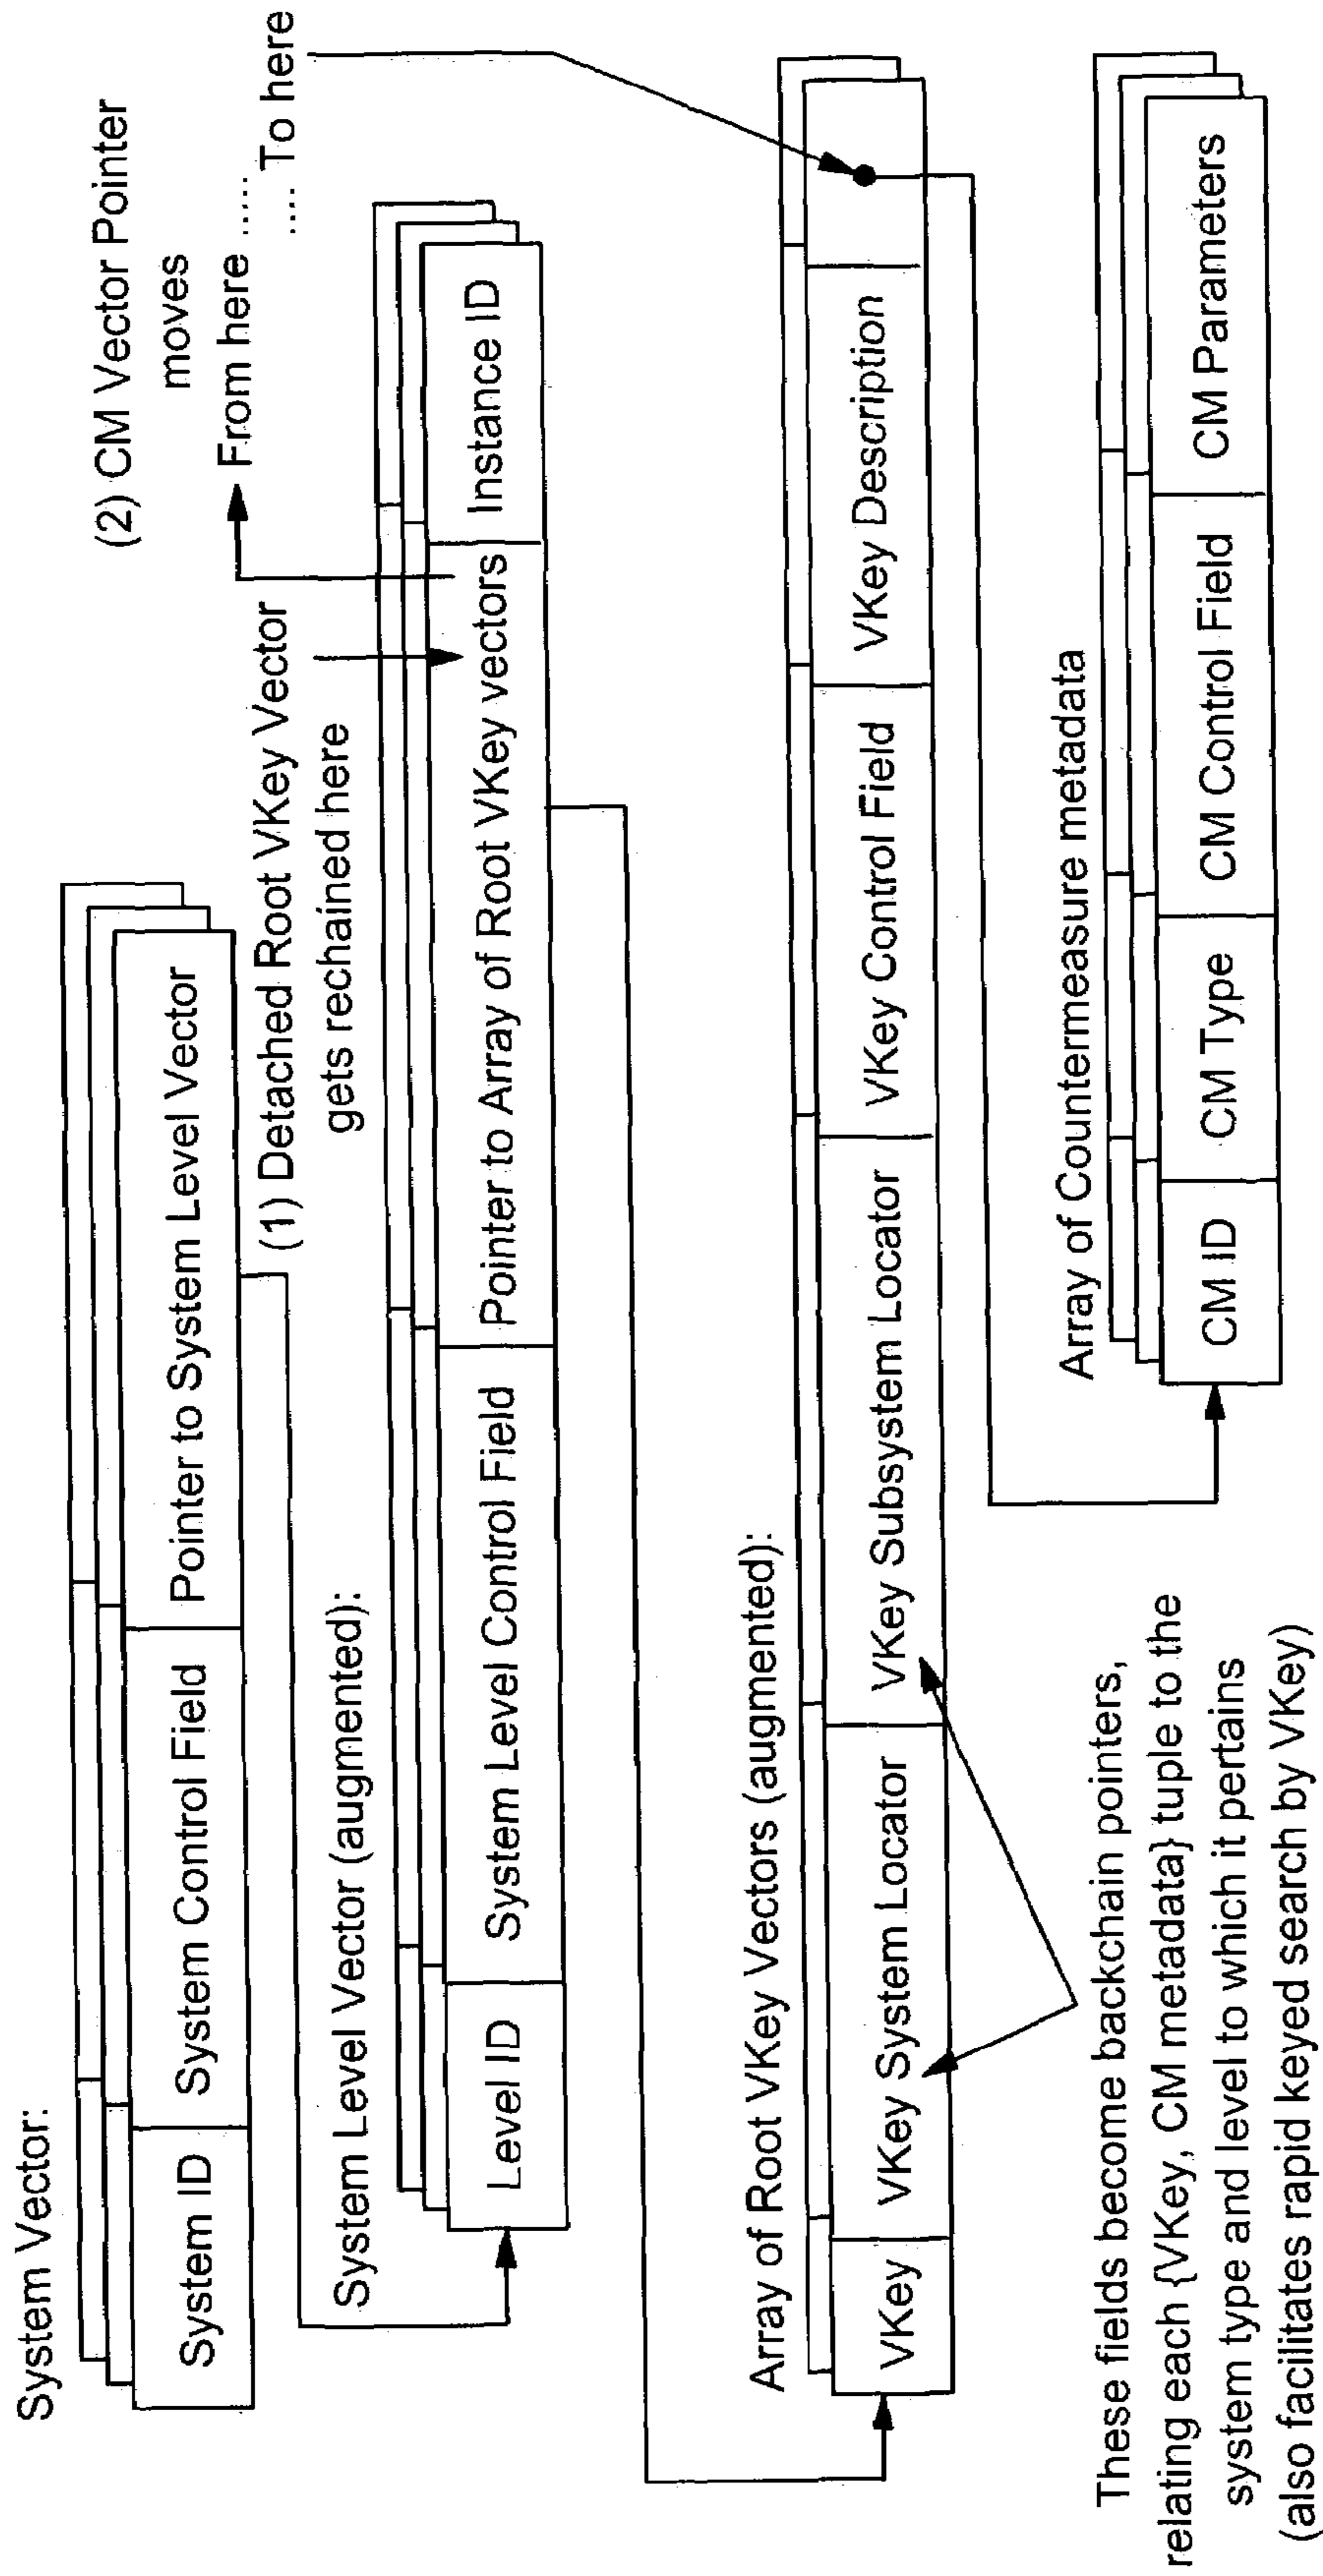 System Vector:
System ID
System Control Field
Pointer to System Level Vector
(1) Detached Root VKey Vector
gets rechained here
(2) CM Vector Pointer
moves
From here .....
.... To here
System Level Vector (augmented):
Level ID
System Level Control Field
Pointer to Array of Root VKey vectors
Instance ID
Array of Root VKey Vectors (augmented):
VKey
VKey System Locator
VKey Subsystem Locator
VKey Control Field
VKey Description
These fields become backchain pointers,
relating each {VKey, CM metadata} tuple to the
system type and level to which it pertains
(also facilitates rapid keyed search by VKey)
Array of Countermeasure metadata
CM ID
CM Type
CM Control Field
CM Parameters